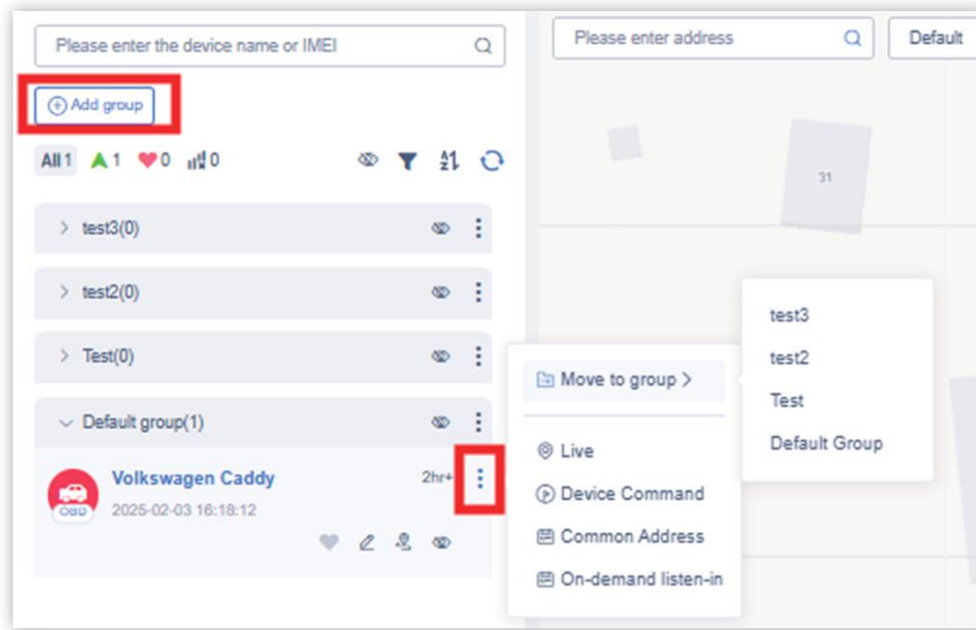 Please enter the device name or IMEI
Please enter address
Default
Add group
All 1 1 0 0
31
test3(0)
test2(0)
Test(0)
Default group(1)
Volkswagen Caddy
2hr+
OBD
2025-02-03 16:18:12
Move to group >
Live
Device Command
Common Address
On-demand listen-in
test3
test2
Test
Default Group